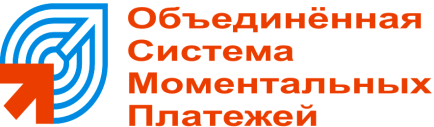 Объединённая
Система
Моментальных
Платежей